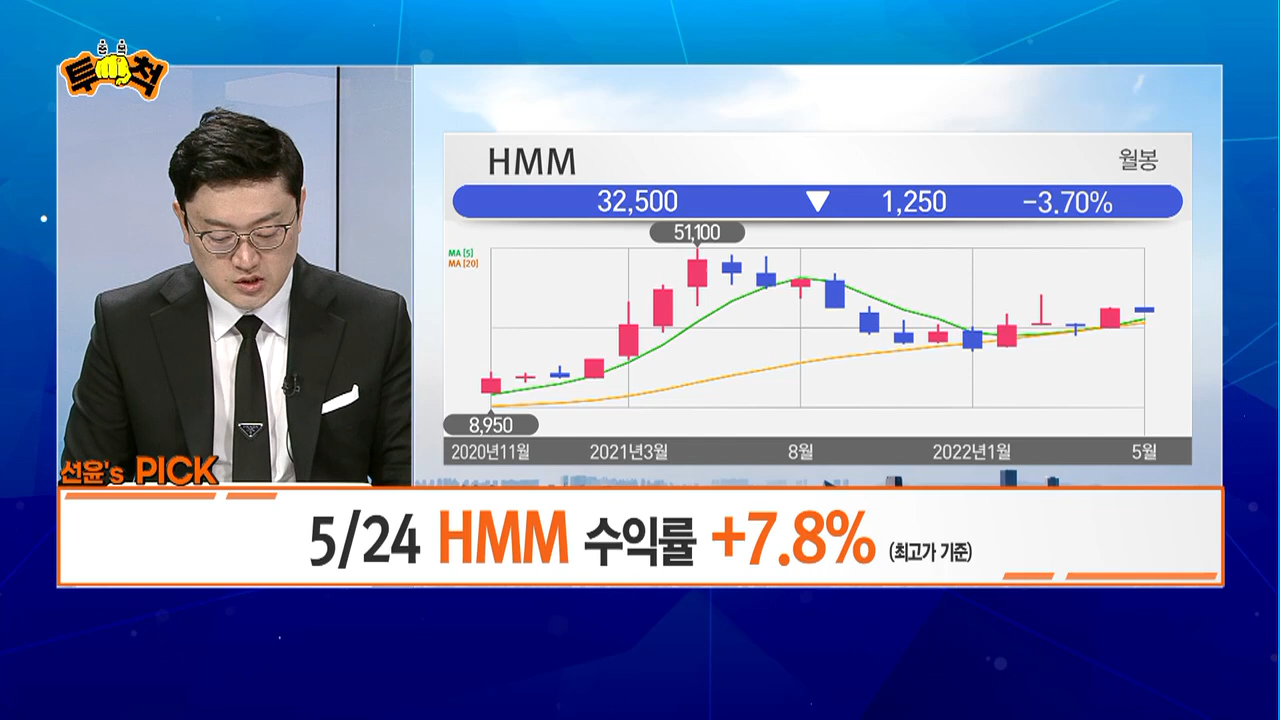 투척
HMM
월봉
32,500 ▼ 1,250 -3.70%
51,100
MA [5]
MA [20]
8,950
2020년11월 2021년3월 8월 2022년1월 5월
선윤's PICK
5/24 HMM 수익률 +7.8% (최고가 기준)